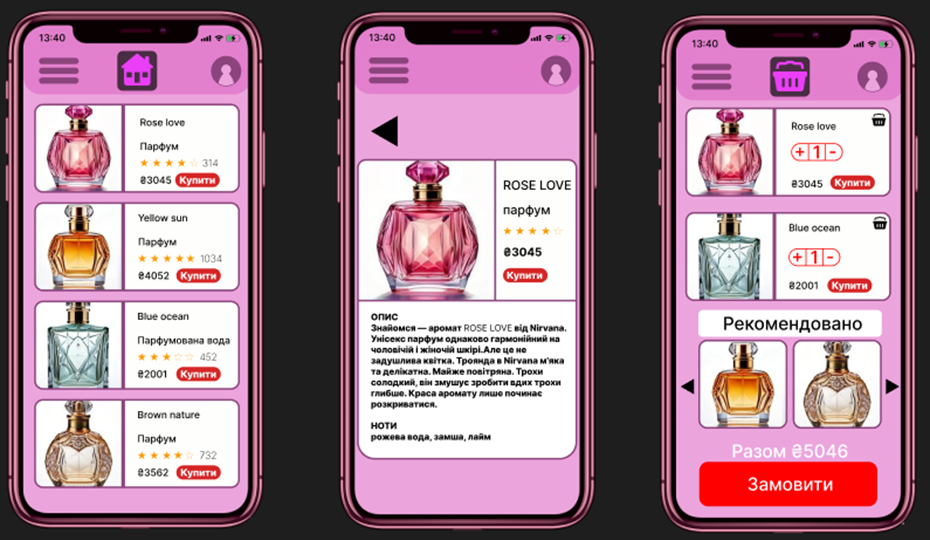 13:40
Rose love
Парфум
314
₴3045 Купити
Yellow sun
Парфум
1034
₴4052 Купити
Blue ocean
Парфумована вода
452
₴2001 Купити
Brown nature
Парфум
732
₴3562 Купити
13:40
ROSE LOVE
парфум
₴3045
Купити
ОПИС
Знайомся — аромат ROSE LOVE від Nirvana.
Унісекс парфум однаково гармонійний на
чоловічій і жіночій шкірі.Але це не
задушлива квітка. Троянда в Nirvana м'яка
та делікатна. Майже повітряна. Трохи
солодкий, він змушує зробити вдих трохи
глибше. Краса аромату лише починає
розкриватися.
НОТИ
рожева вода, замша, лайм
13:40
Rose love
+ 1 -
₴3045 Купити
Blue ocean
+ 1 -
₴2001 Купити
Рекомендовано
Разом ₴5046
Замовити